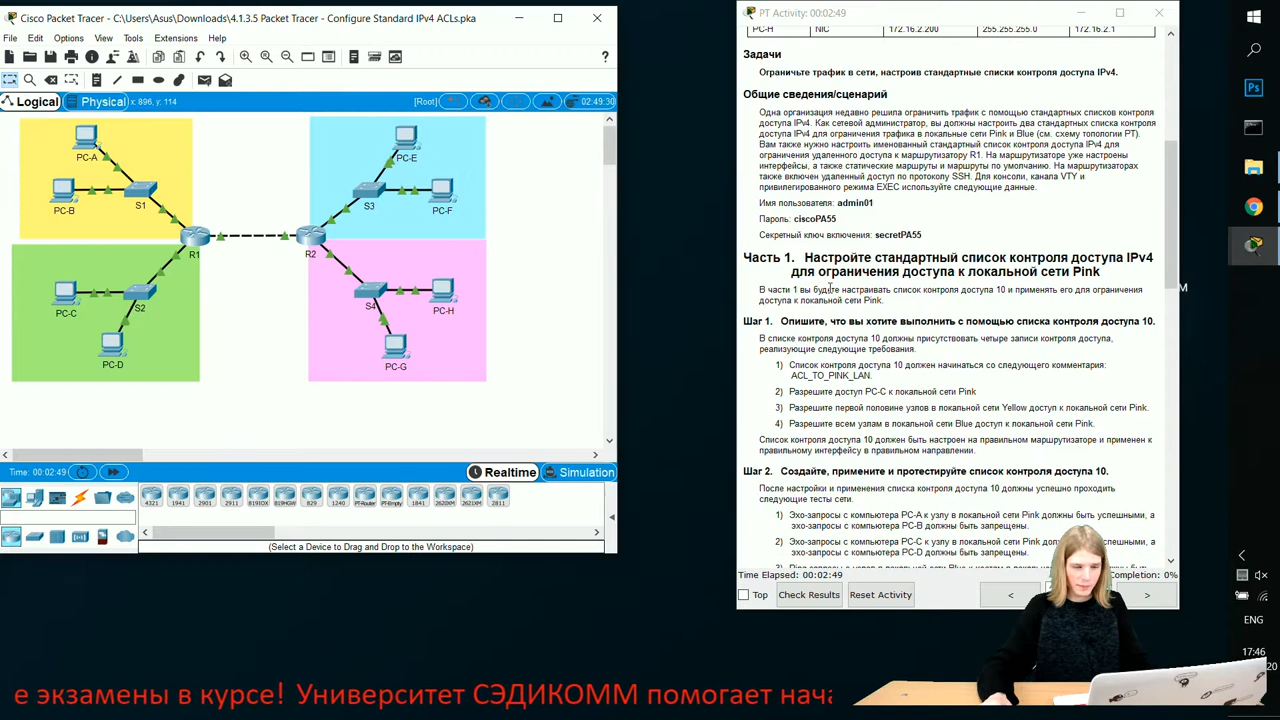 Cisco Packet Tracer - C:\Users\Asus\Downloads\4.1.3.5 Packet Tracer - Configure Standard IPv4 ACLs.pka
File Edit Options View Tools Extensions Help
Logical Physical x: 896, y: 114 [Root] 02:49:30
PC-A
PC-B
S1
PC-E
S3
PC-F
R1
R2
PC-C
S2
PC-D
S4
PC-H
PC-G
Time: 00:02:49 Realtime Simulation
4321 1941 2901 2911 819IOX 819HGW 829 1240 PT-Router PT-Empty 1841 2620XM 2621XM 2811
(Select a Device to Drag and Drop to the Workspace)
PT Activity: 00:02:49
PC-H NIC 172.16.2.200 255.255.255.0 172.16.2.1
Задачи
Ограничьте трафик в сети, настроив стандартные списки контроля доступа IPv4.
Общие сведения/сценарий
Одна организация недавно решила ограничить трафик с помощью стандартных списков контроля
доступа IPv4. Как сетевой администратор, вы должны настроить два стандартных списка контроля
доступа IPv4 для ограничения трафика в локальные сети Pink и Blue (см. схему топологии PT).
Вам также нужно настроить именованный стандартный список контроля доступа IPv4 для
ограничения удаленного доступа к маршрутизатору R1. На маршрутизаторе уже настроены
интерфейсы, а также статические маршруты и маршруты по умолчанию. На маршрутизаторах
также включен удаленный доступ по протоколу SSH. Для консоли, канала VTY и
привилегированного режима EXEC используйте следующие данные.
Имя пользователя: admin01
Пароль: ciscoPA55
Секретный ключ включения: secretPA55
Часть 1. Настройте стандартный список контроля доступа IPv4
для ограничения доступа к локальной сети Pink
В части 1 вы будете настраивать список контроля доступа 10 и применять его для ограничения
доступа к локальной сети Pink.
Шаг 1. Опишите, что вы хотите выполнить с помощью списка контроля доступа 10.
В списке контроля доступа 10 должны присутствовать четыре записи контроля доступа,
реализующие следующие требования.
1) Список контроля доступа 10 должен начинаться со следующего комментария:
ACL_TO_PINK_LAN.
2) Разрешите доступ PC-C к локальной сети Pink
3) Разрешите первой половине узлов в локальной сети Yellow доступ к локальной сети Pink.
4) Разрешите всем узлам в локальной сети Blue доступ к локальной сети Pink.
Список контроля доступа 10 должен быть настроен на правильном маршрутизаторе и применен к
правильному интерфейсу в правильном направлении.
Шаг 2. Создайте, примените и протестируйте список контроля доступа 10.
После настройки и применения списка контроля доступа 10 должны успешно проходить
следующие тесты сети.
1) Эхо-запросы с компьютера PC-A к узлу в локальной сети Pink должны быть успешными, а
эхо-запросы с компьютера PC-B должны быть запрещены.
2) Эхо-запросы с компьютера PC-C к узлу в локальной сети Pink успешными, а
эхо-запросы с компьютера PC-D должны быть запрещены.
Time Elapsed: 00:02:49 Completion: 0%
Top Check Results Reset Activity < >
Ps
M
ENG
17:46
20
е экзамены в курсе! Университет СЭДИКОММ помогает нача